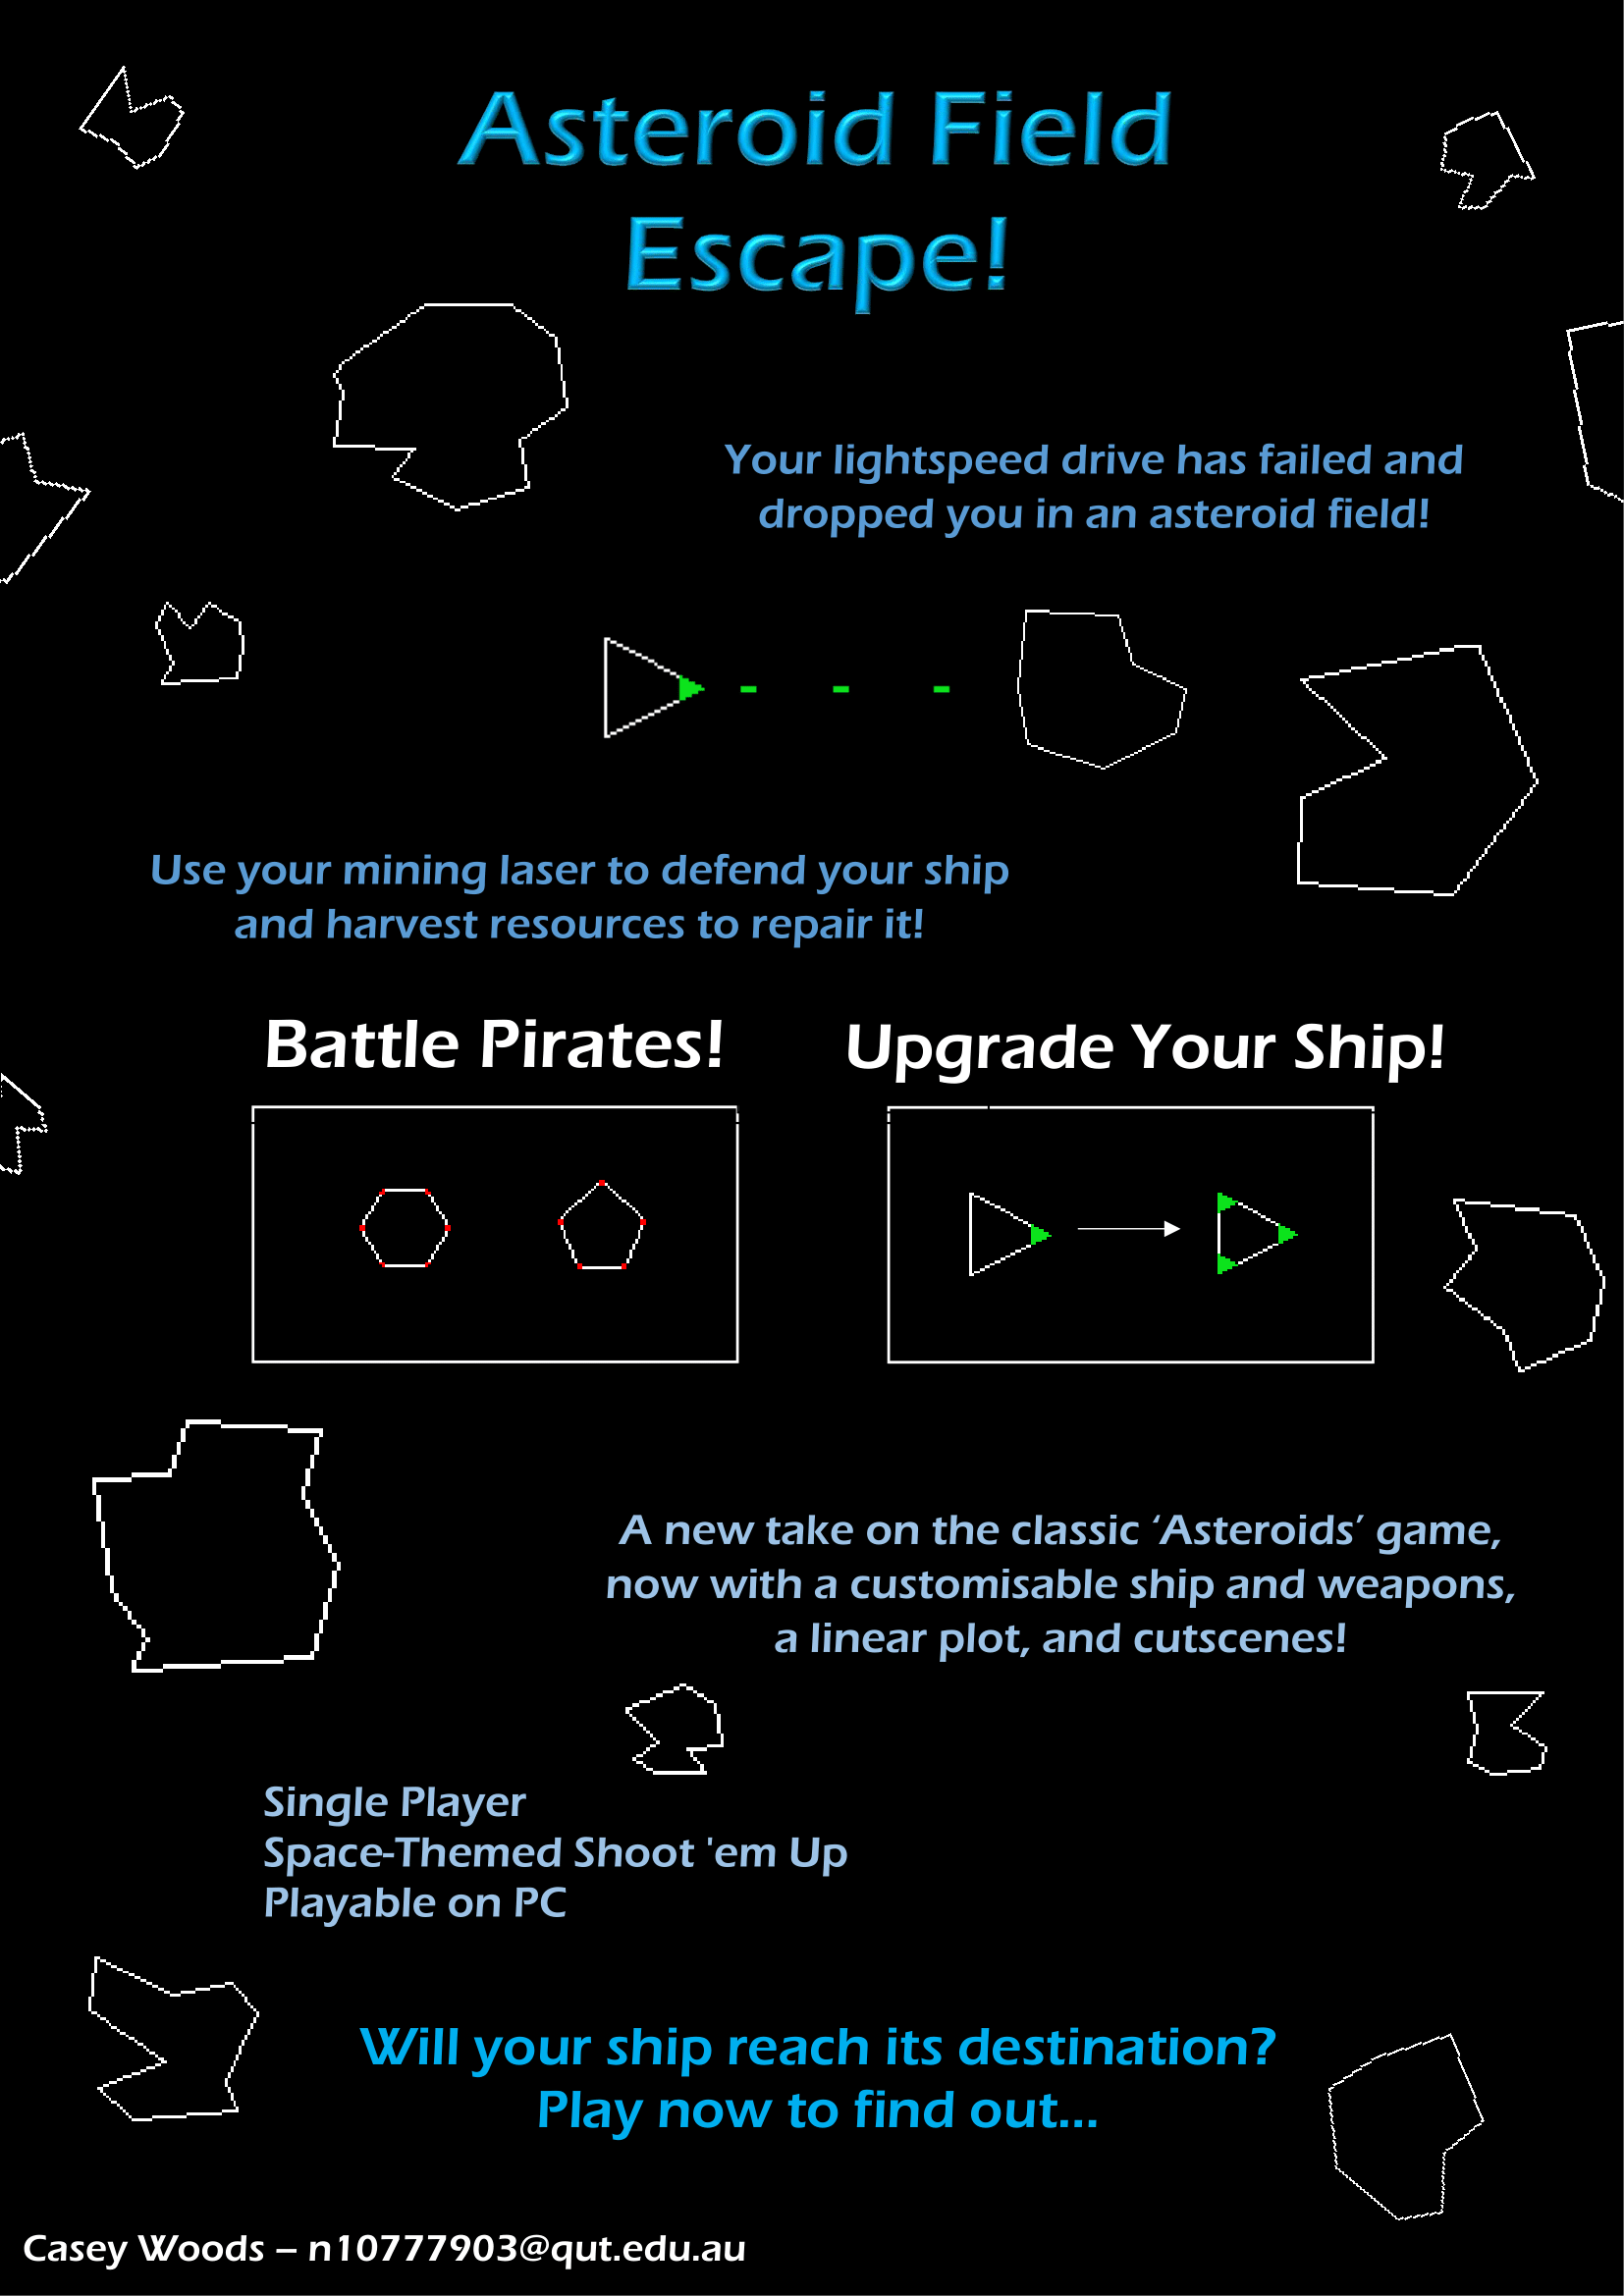 Asteroid Field
Escape!
Your lightspeed drive has failed and
dropped you in an asteroid field!
Use your mining laser to defend your ship
and harvest resources to repair it!
Battle Pirates!
Upgrade Your Ship!
A new take on the classic ‘Asteroids’ game,
now with a customisable ship and weapons,
a linear plot, and cutscenes!
Single Player
Space-Themed Shoot 'em Up
Playable on PC
Will your ship reach its destination?
Play now to find out...
Casey Woods – n10777903@qut.edu.au